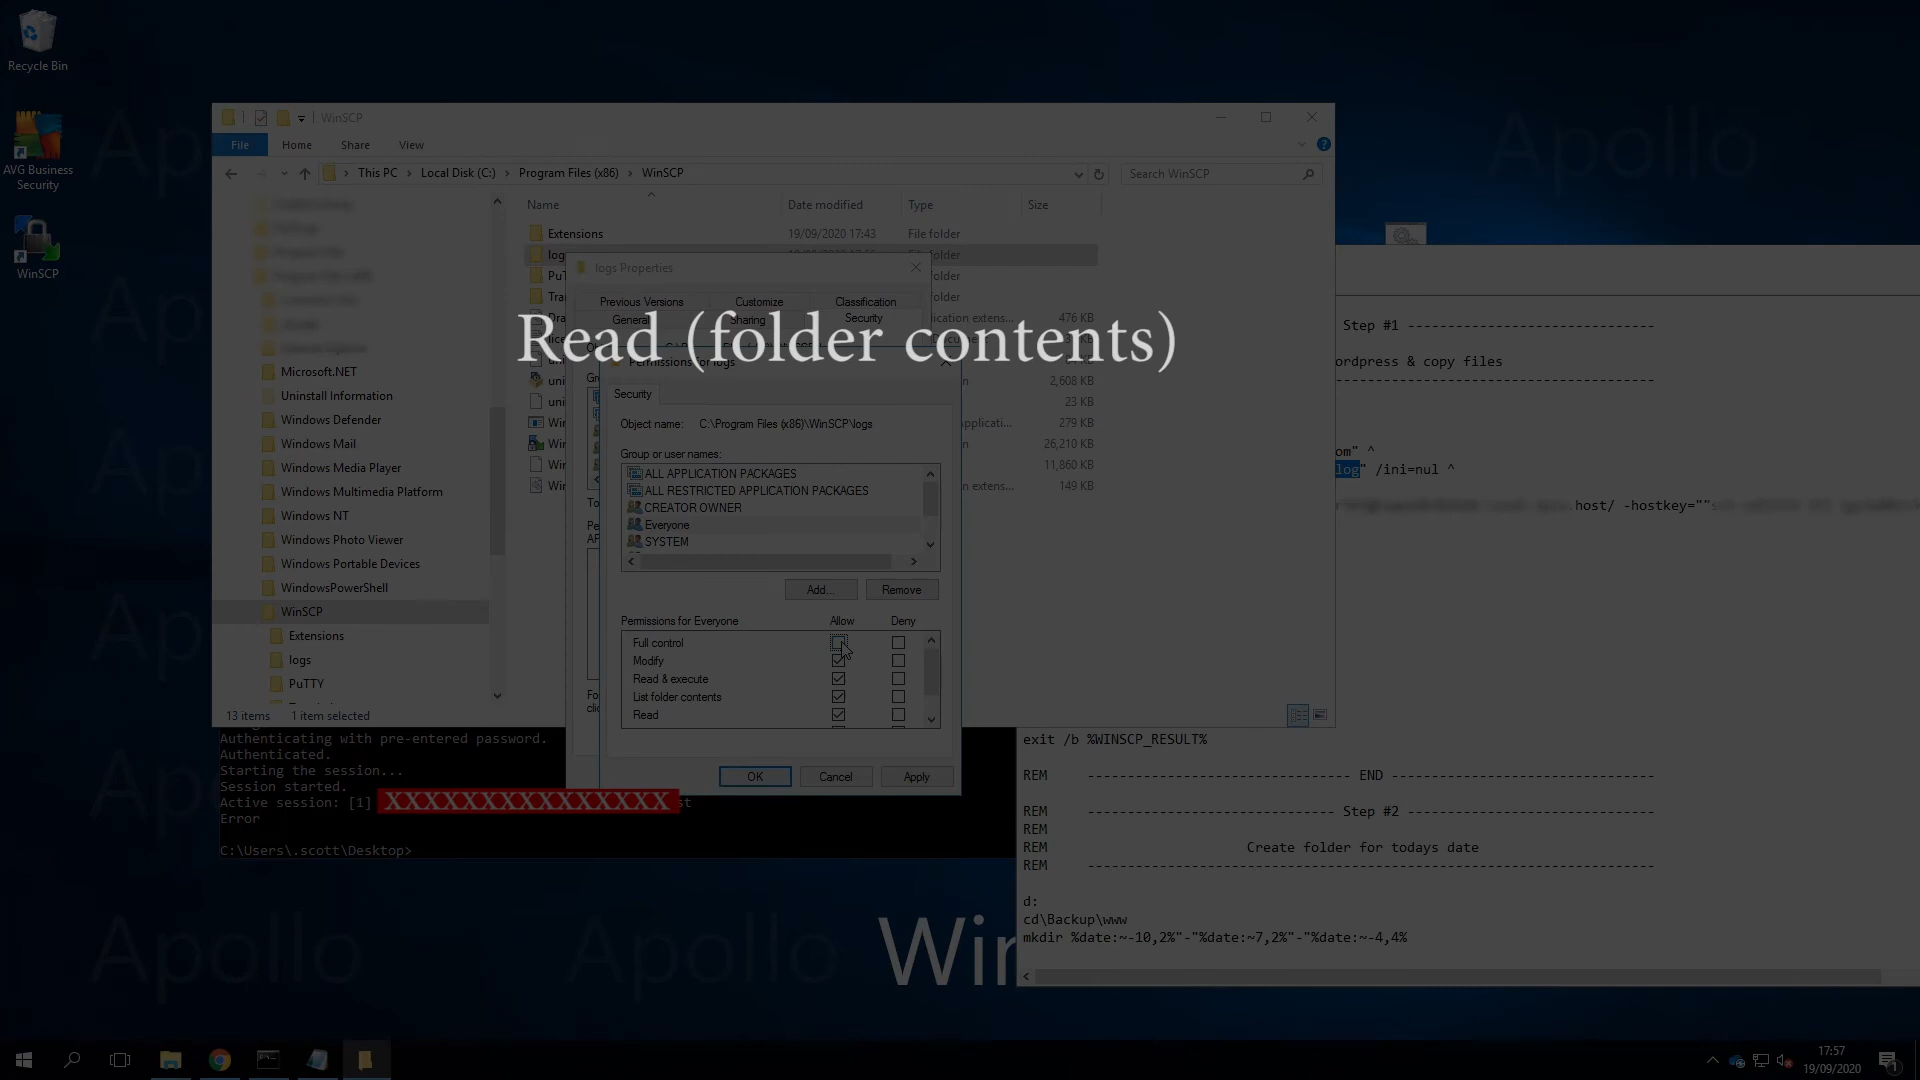 Recycle Bin
AVG Business
Security
WinSCP
Apollo
WinSCP
File
Home
Share
View
This PC > Local Disk (C:) > Program Files (x86) > WinSCP
Search WinSCP
Name
Date modified
Type
Size
Extensions
19/09/2020 17:43
File folder
logs Properties
Previous Versions
Customize
Classification
General
Sharing
Security
Read (folder contents)
Permissions for logs
Security
Object name: C:\Program Files (x86)\WinSCP\logs
Group or user names:
ALL APPLICATION PACKAGES
ALL RESTRICTED APPLICATION PACKAGES
CREATOR OWNER
Everyone
SYSTEM
Add...
Remove
Permissions for Everyone
Allow
Deny
Full control
Modify
Read & execute
List folder contents
Read
OK
Cancel
Apply
476 KB
2,608 KB
23 KB
279 KB
26,210 KB
11,860 KB
149 KB
Microsoft.NET
Uninstall Information
Windows Defender
Windows Mail
Windows Media Player
Windows Multimedia Platform
Windows NT
Windows Photo Viewer
Windows Portable Devices
WindowsPowerShell
WinSCP
Extensions
logs
PuTTY
13 items
1 item selected
Authenticating with pre-entered password.
Authenticated.
Starting the session...
Session started.
Active session: [1] XXXXXXXXXXXXXXX st
Error
C:\Users\.scott\Desktop>
Step #1 -------------------------------
ordpress & copy files
-----------------------------------
om" ^
log" /ini=nul ^
host/ -hostkey=""
exit /b %WINSCP_RESULT%
REM --------------------------------- END -----------------------------------
REM -------------------------------- Step #2 -------------------------------
REM
REM Create folder for todays date
REM -----------------------------------------------------------------------
d:
cd\Backup\www
mkdir %date:~-10,2%"-"%date:~7,2%"-"%date:~-4,4%
Apollo
Apollo
Win
17:57
19/09/2020